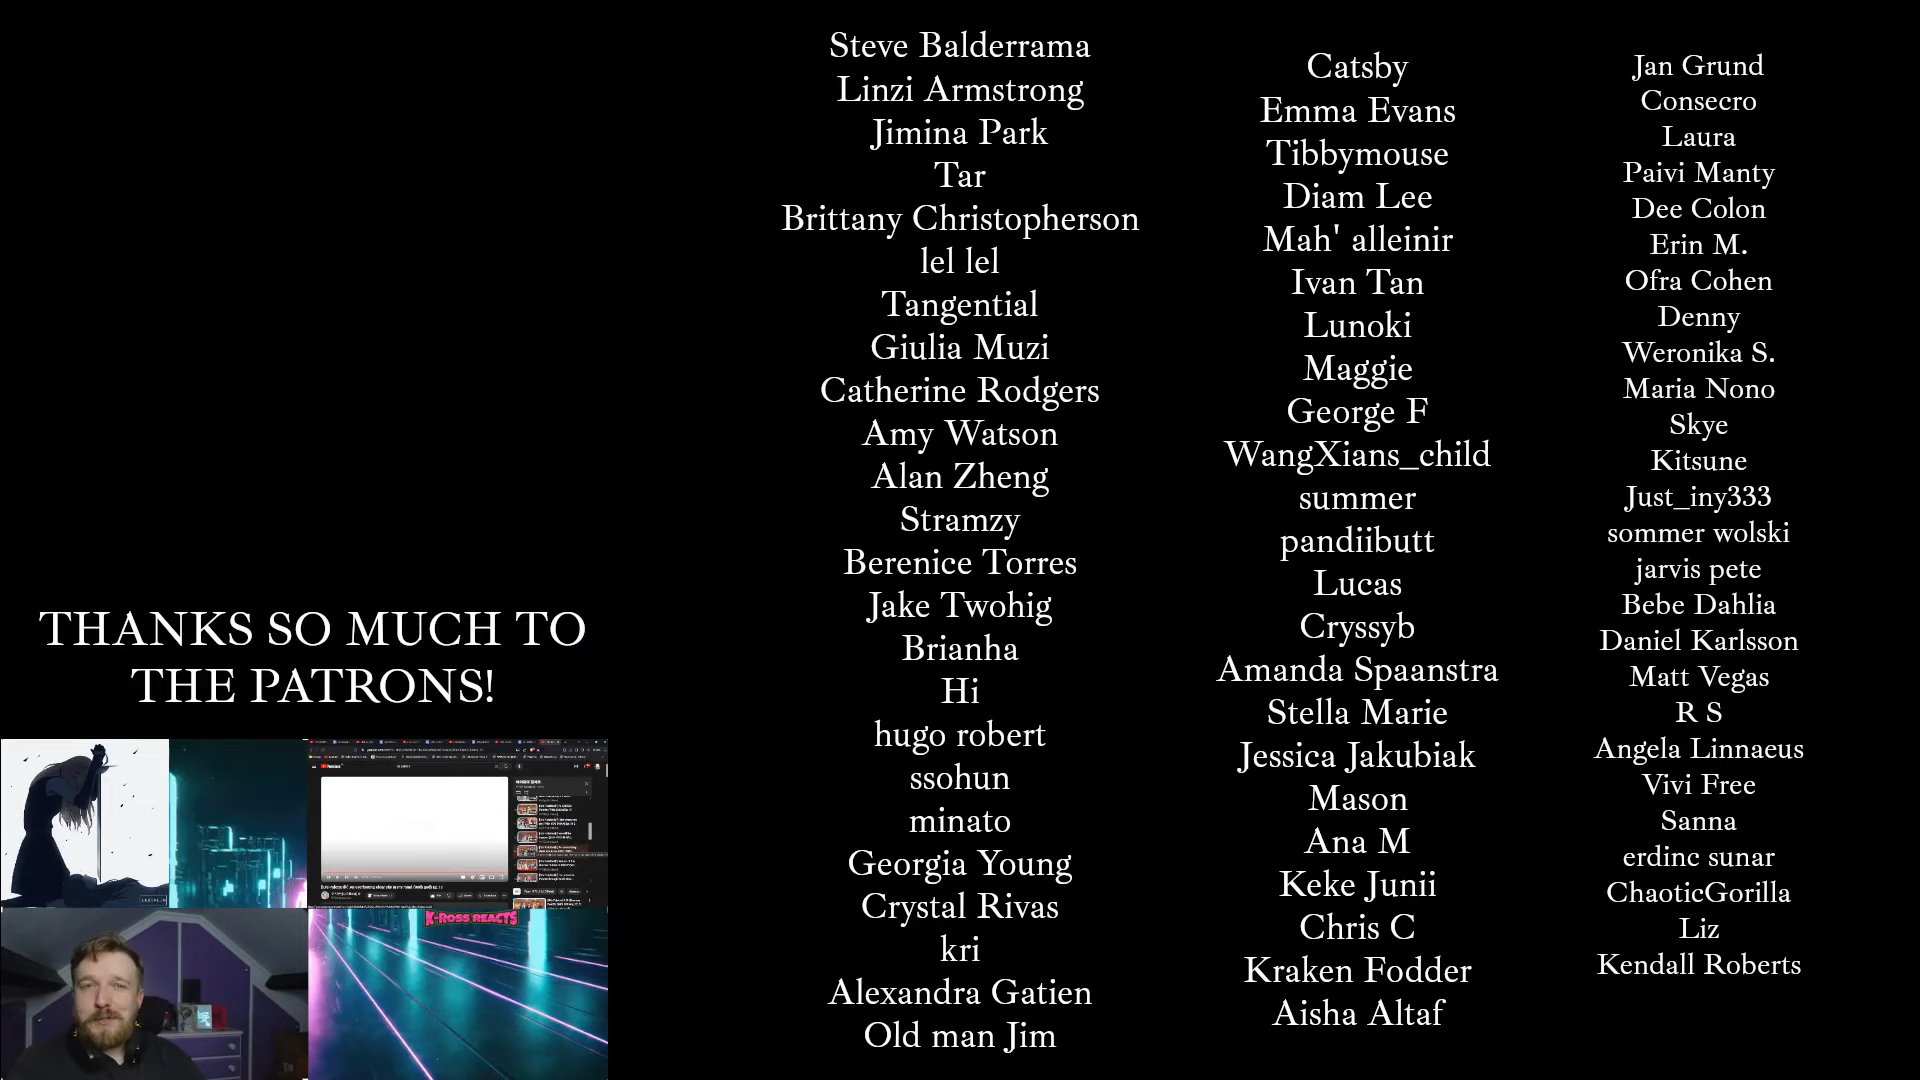 THANKS SO MUCH TO
THE PATRONS!
K-ROSS REACTS
Steve Balderrama
Linzi Armstrong
Jimina Park
Tar
Brittany Christopherson
lel lel
Tangential
Giulia Muzi
Catherine Rodgers
Amy Watson
Alan Zheng
Stramzy
Berenice Torres
Jake Twohig
Brianha
Hi
hugo robert
ssohun
minato
Georgia Young
Crystal Rivas
kri
Alexandra Gatien
Old man Jim
Catsby
Emma Evans
Tibbymouse
Diam Lee
Mah' alleinir
Ivan Tan
Lunoki
Maggie
George F
WangXians_child
summer
pandiibutt
Lucas
Cryssyb
Amanda Spaanstra
Stella Marie
Jessica Jakubiak
Mason
Ana M
Keke Junii
Chris C
Kraken Fodder
Aisha Altaf
Jan Grund
Consecro
Laura
Paivi Manty
Dee Colon
Erin M.
Ofra Cohen
Denny
Weronika S.
Maria Nono
Skye
Kitsune
Just_iny333
sommer wolski
jarvis pete
Bebe Dahlia
Daniel Karlsson
Matt Vegas
R S
Angela Linnaeus
Vivi Free
Sanna
erdinc sunar
ChaoticGorilla
Liz
Kendall Roberts